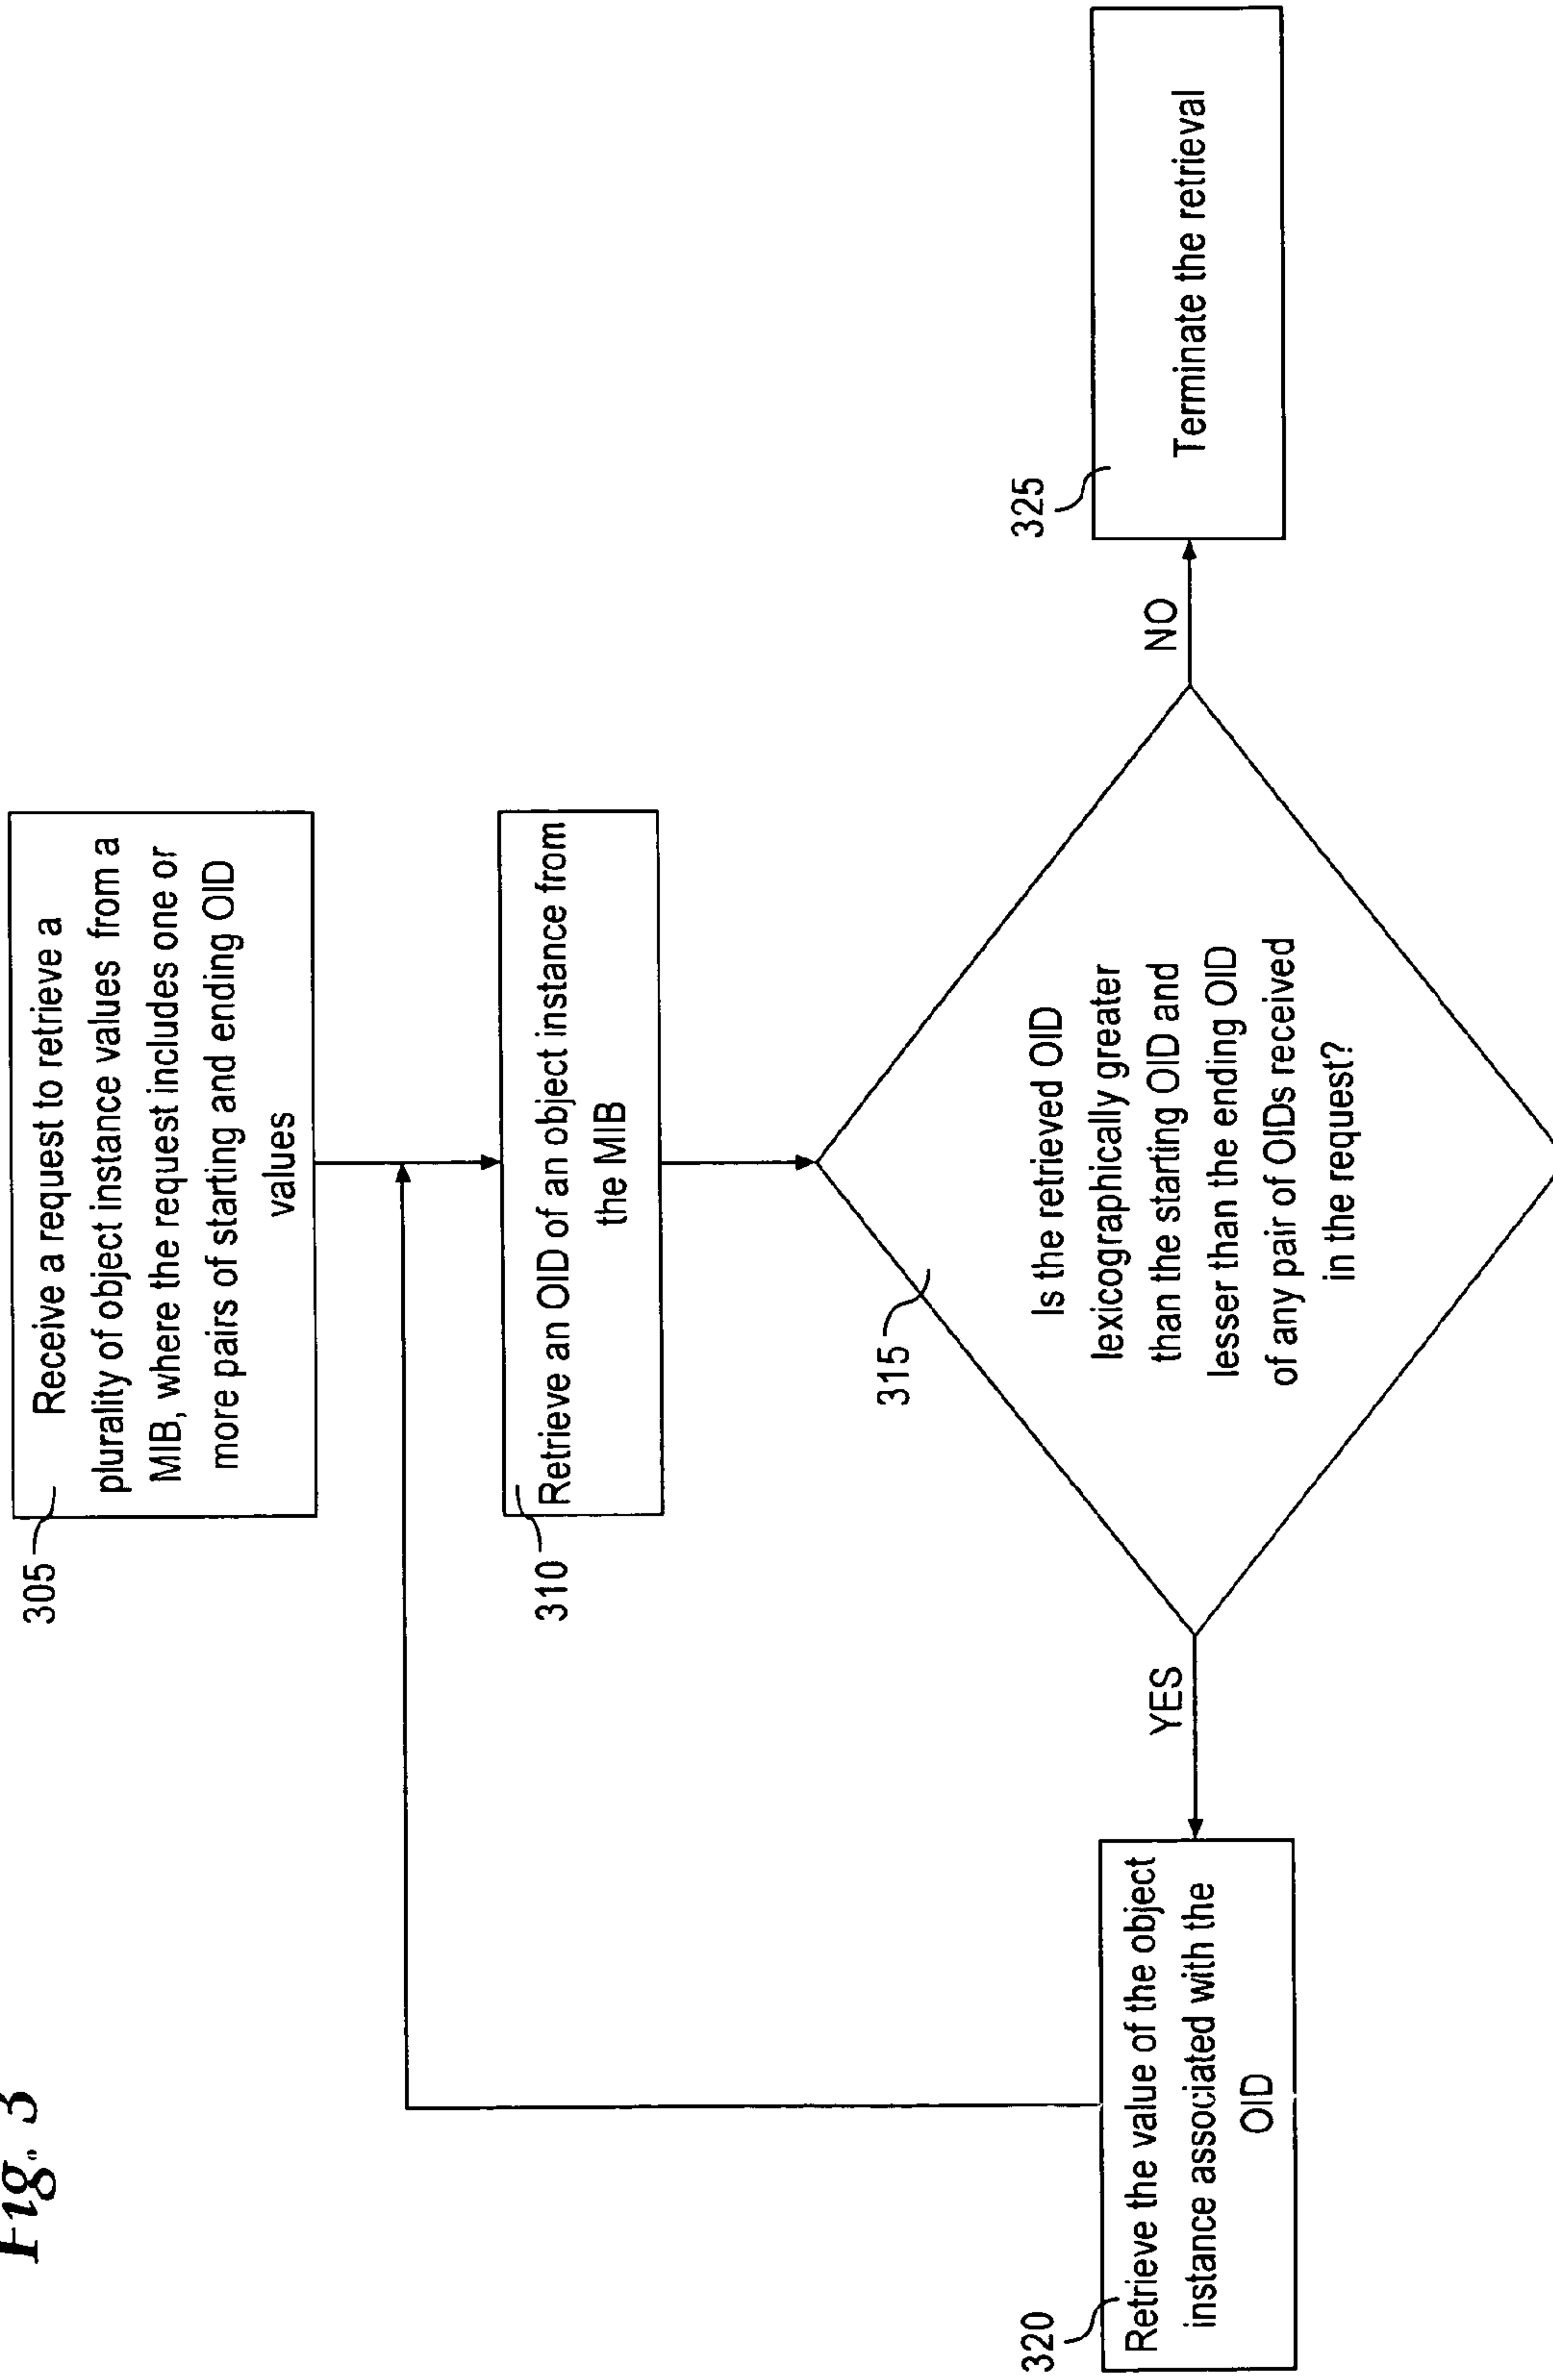 Fig. 3
305
Receive a request to retrieve a
plurality of object instance values from a
MIB, where the request includes one or
more pairs of starting and ending OID
values
310
Retrieve an OID of an object instance from
the MIB
315
Is the retrieved OID
lexicographically greater
than the starting OID and
lesser than the ending OID
of any pair of OIDs received
in the request?
YES
NO
320
Retrieve the value of the object
instance associated with the
OID
325
Terminate the retrieval